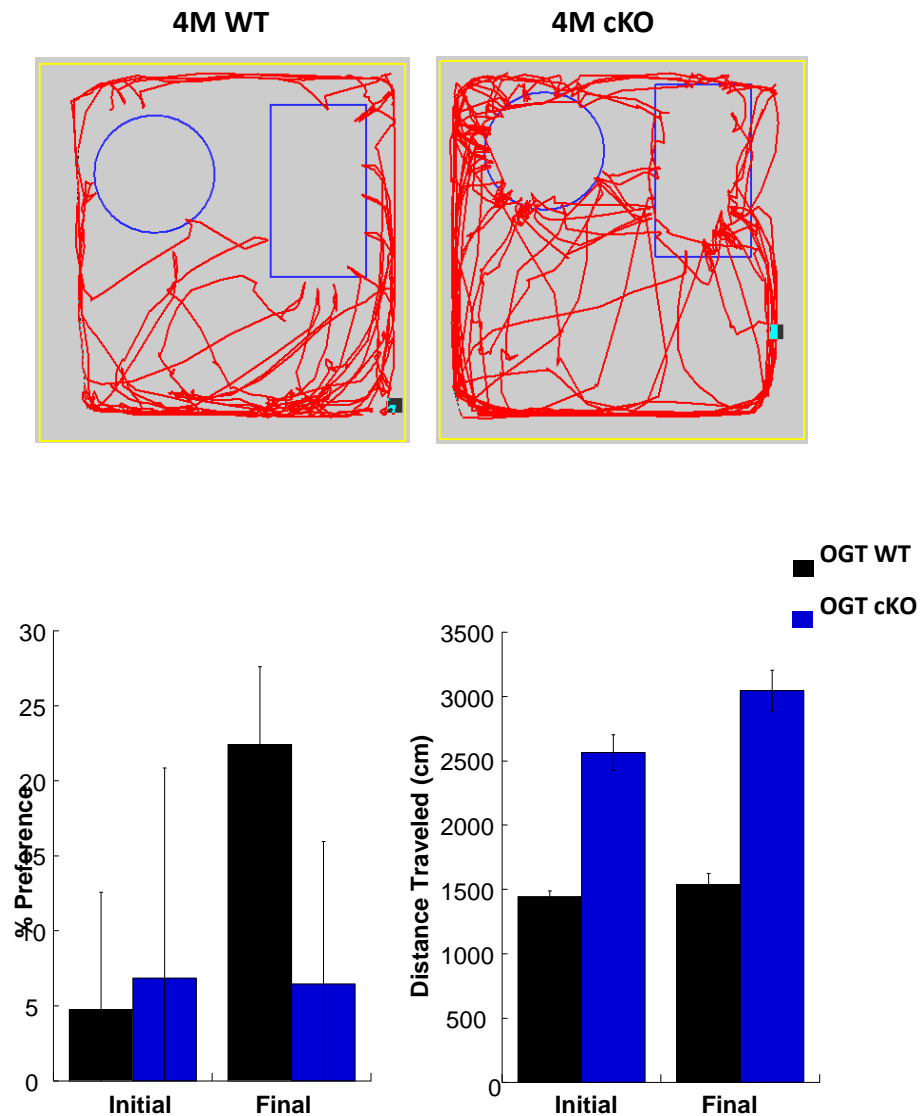 4M WT
4M cKO
OGT WT
OGT cKO
% Preference
30
25
20
15
10
5
0
Initial
Final
Distance Traveled (cm)
3500
3000
2500
2000
1500
1000
500
0
Initial
Final